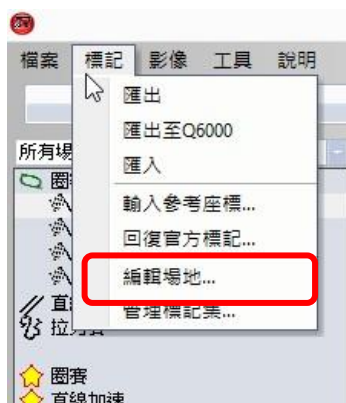 檔案 標記 影像 工具 說明
匯出
匯出至Q6000
匯入
輸入參考座標...
回復官方標記...
編輯場地...
管理標記集...
所有場
圈
直
拉
圈賽
直線加速